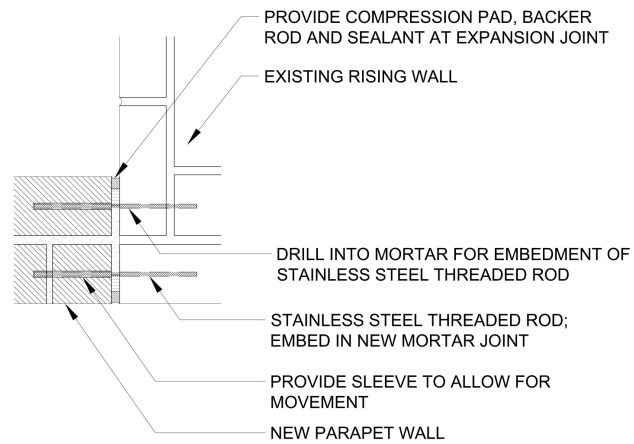 PROVIDE COMPRESSION PAD, BACKER
ROD AND SEALANT AT EXPANSION JOINT
EXISTING RISING WALL
DRILL INTO MORTAR FOR EMBEDMENT OF
STAINLESS STEEL THREADED ROD
STAINLESS STEEL THREADED ROD;
EMBED IN NEW MORTAR JOINT
PROVIDE SLEEVE TO ALLOW FOR
MOVEMENT
NEW PARAPET WALL